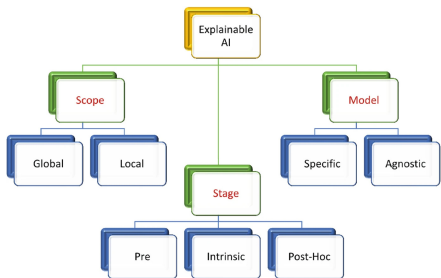 Explainable
AI
Scope
Model
Global
Local
Specific
Agnostic
Stage
Pre
Intrinsic
Post-Hoc